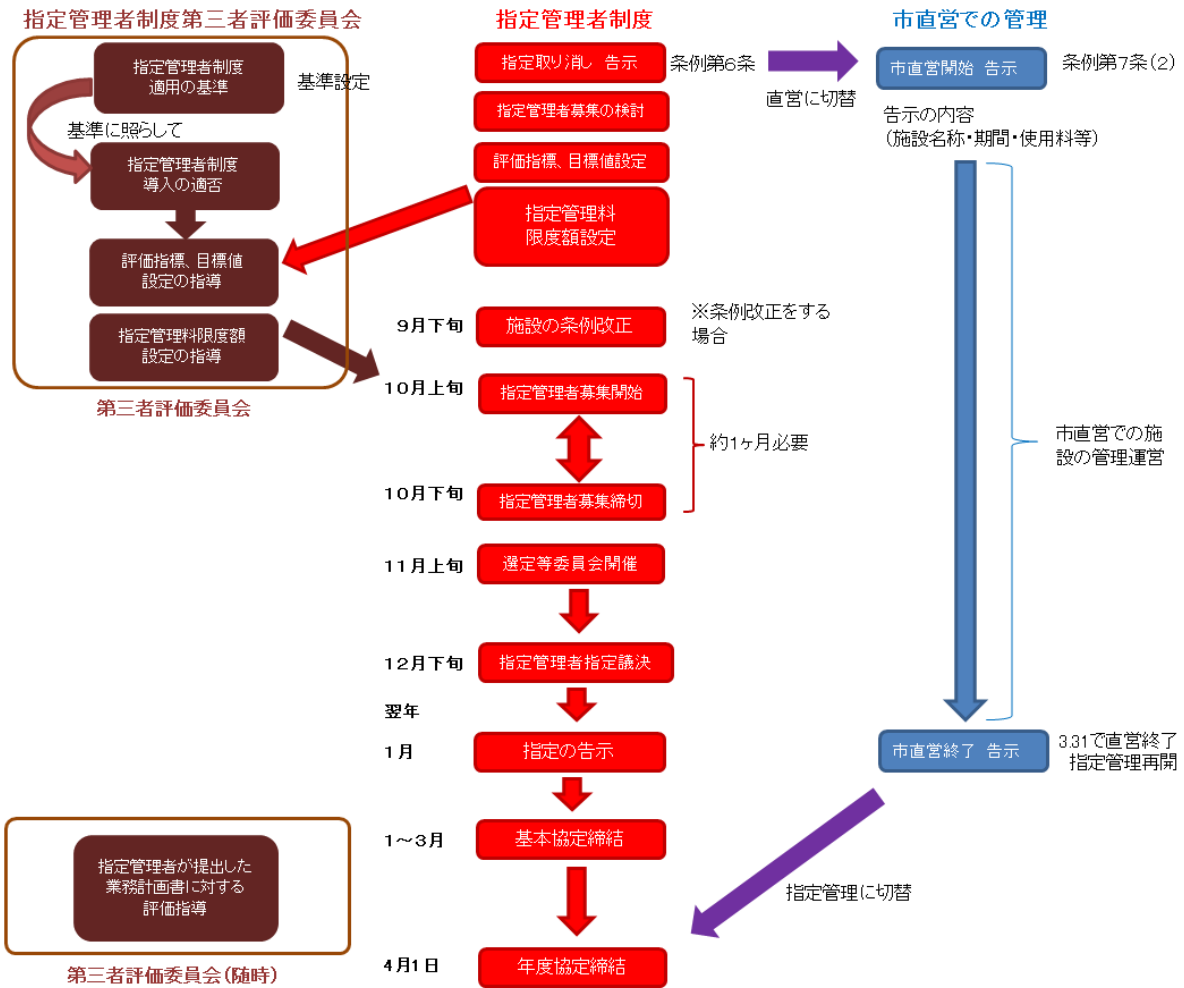 指定管理者制度第三者評価委員会
指定管理者制度
適用の基準
基準設定
基準に照らして
指定管理者制度
導入の適否
評価指標、目標値
設定の指導
指定管理料限度額
設定の指導
第三者評価委員会
指定管理者が提出した
業務計画書に対する
評価指導
第三者評価委員会(随時)
指定管理者制度
指定取り消し 告示
条例第6条
直営に切替
指定管理者募集の検討
評価指標、目標値設定
指定管理料
限度額設定
9月下旬
施設の条例改正
※条例改正をする
場合
10月上旬
指定管理者募集開始
約1ヶ月必要
10月下旬
指定管理者募集締切
11月上旬
選定等委員会開催
12月下旬
指定管理者指定議決
翌年
1月
指定の告示
1~3月
基本協定締結
4月1日
年度協定締結
市直営での管理
市直営開始 告示
条例第7条(2)
告示の内容
(施設名称・期間・使用料等)
市直営での施
設の管理運営
市直営終了 告示
3.31で直営終了
指定管理再開
指定管理に切替